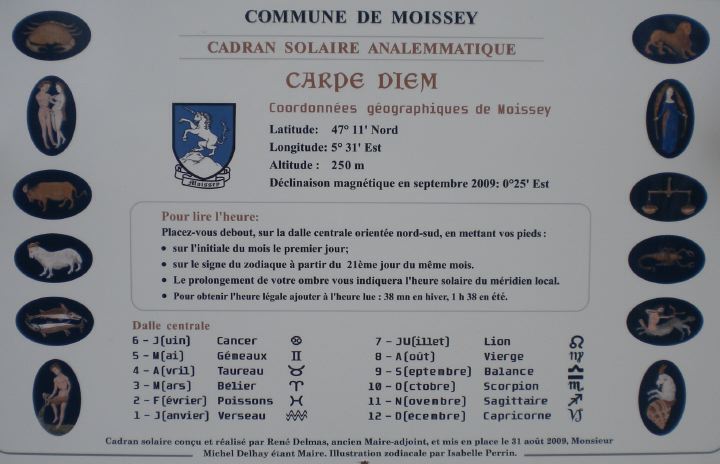 COMMUNE DE MOISSEY
CADRAN SOLAIRE ANALEMMATIQUE
CARPE DIEM
Coordonnées géographiques de Moissey
Latitude: 47° 11' Nord
Longitude: 5° 31' Est
Altitude : 250 m
Déclinaison magnétique en septembre 2009: 0°25' Est
Moissey
Pour lire l'heure:
Placez-vous debout, sur la dalle centrale orientée nord-sud, en mettant vos pieds :
• sur l'initiale du mois le premier jour;
• sur le signe du zodiaque à partir du 21ème jour du même mois.
• Le prolongement de votre ombre vous indiquera l'heure solaire du méridien local.
• Pour obtenir l'heure légale ajouter à l'heure lue : 38 mn en hiver, 1 h 38 en été.
Dalle centrale
6 - J(uin) Cancer ♋ 7 - JU(illet) Lion ♌
5 - M(ai) Gémeaux ♊ 8 - A(oût) Vierge ♍
4 - A(vril) Taureau ♉ 9 - S(eptembre) Balance ♎
3 - M(ars) Bélier ♈ 10 - O(ctobre) Scorpion ♏
2 - F(évrier) Poissons ♓ 11 - N(ovembre) Sagittaire ♐
1 - J(anvier) Verseau ♒ 12 - D(écembre) Capricorne ♑
Cadran solaire conçu et réalisé par René Delmas, ancien Maire-adjoint, et mis en place le 31 août 2009, Monsieur
Michel Delhay étant Maire. Illustration zodiacale par Isabelle Perrin.